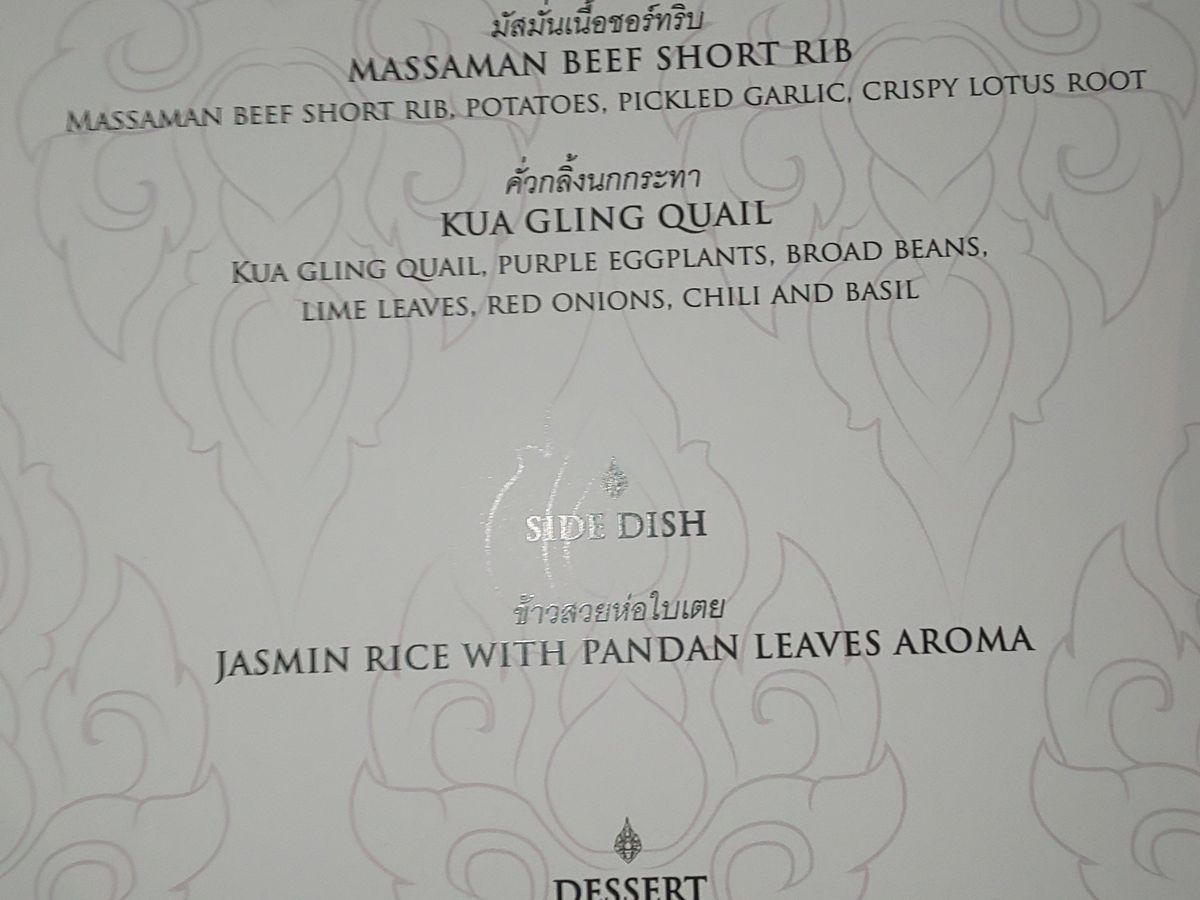 มัสมั่นเนื้อชอร์ทริบ
MASSAMAN BEEF SHORT RIB
MASSAMAN BEEF SHORT RIB, POTATOES, PICKLED GARLIC, CRISPY LOTUS ROOT
คั่วกลิ้งนกกระทา
KUA GLING QUAIL
KUA GLING QUAIL, PURPLE EGGPLANTS, BROAD BEANS,
LIME LEAVES, RED ONIONS, CHILI AND BASIL
SIDE DISH
ข้าวสวยห่อใบเตย
JASMIN RICE WITH PANDAN LEAVES AROMA
DESSERT